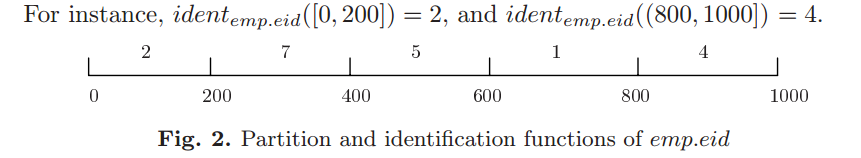 For instance, ident_emp.eid([0, 200]) = 2, and ident_emp.eid((800, 1000]) = 4.
2 7 5 1 4
0 200 400 600 800 1000
Fig. 2. Partition and identification functions of emp.eid